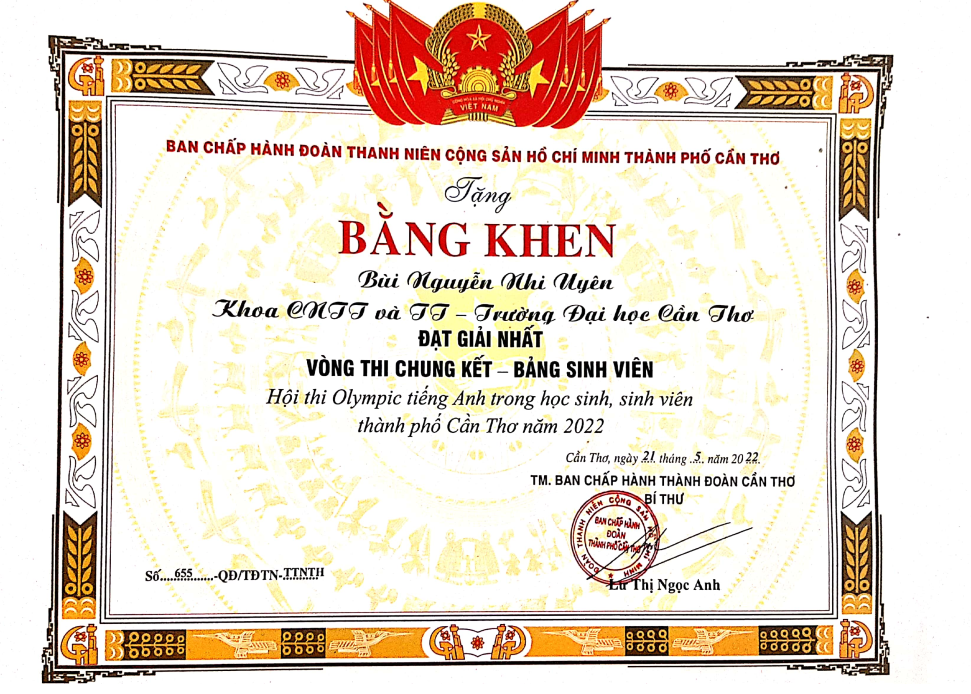 CỘNG HÒA XÃ HỘI CHỦ NGHĨA
VIỆT NAM
BAN CHẤP HÀNH ĐOÀN THANH NIÊN CỘNG SẢN HỒ CHÍ MINH THÀNH PHỐ CẦN THƠ
Tặng
BẰNG KHEN
Bùi Nguyễn Nhi Uyên
Khoa CNTT và TT – Trường Đại học Cần Thơ
ĐẠT GIẢI NHẤT
VÒNG THI CHUNG KẾT – BẢNG SINH VIÊN
Hội thi Olympic tiếng Anh trong học sinh, sinh viên
thành phố Cần Thơ năm 2022
Cần Thơ, ngày 21 tháng 5 năm 2022
TM. BAN CHẤP HÀNH THÀNH ĐOÀN CẦN THƠ
BÍ THƯ
ĐOÀN THANH NIÊN CỘNG SẢN HỒ CHÍ MINH
BAN CHẤP HÀNH
ĐOÀN
THÀNH PHỐ CẦN THƠ
Số....655......-QĐ/TĐTN-TTNTH
Lư Thị Ngọc Anh